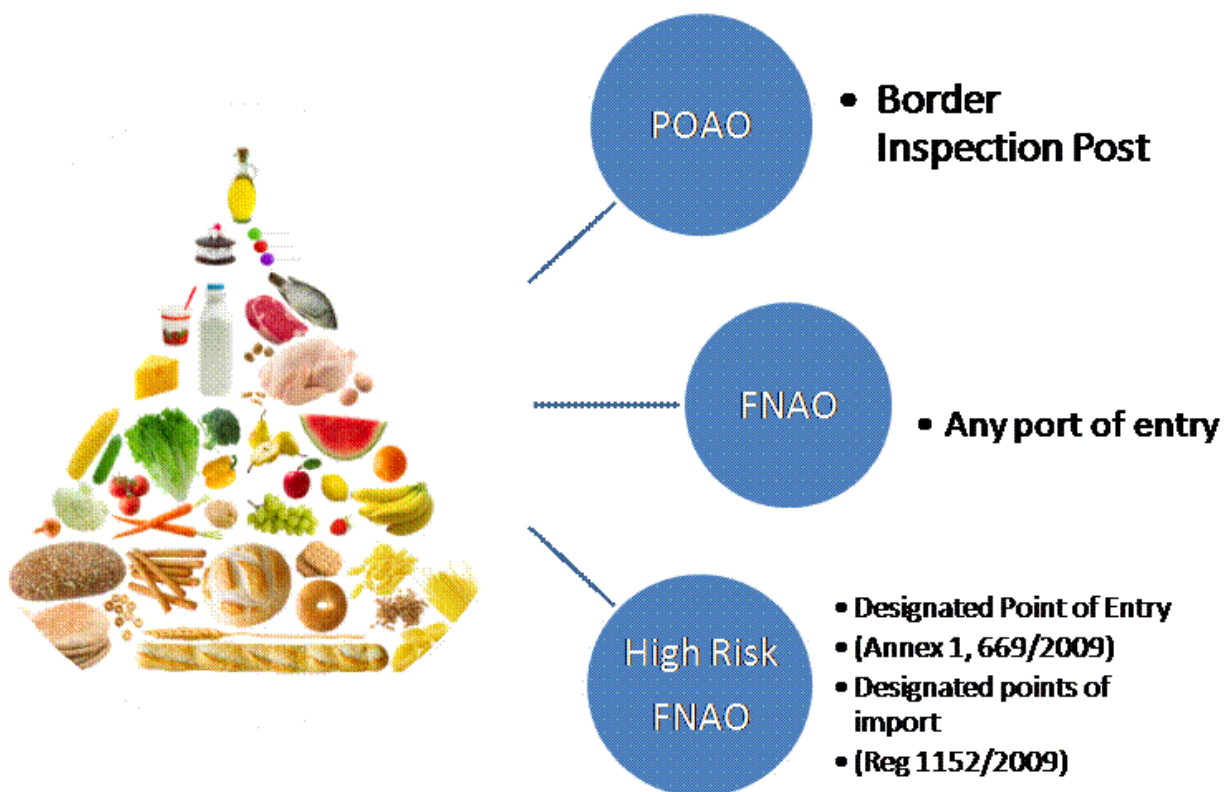 POAO
• Border
Inspection Post
FNAO
• Any port of entry
High Risk
FNAO
• Designated Point of Entry
• (Annex 1, 669/2009)
• Designated points of
import
• (Reg 1152/2009)